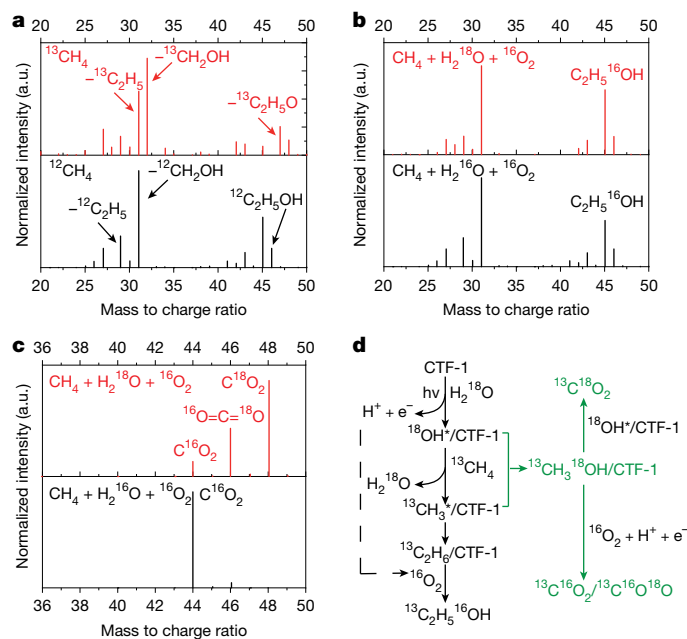 a
20 25 30 35 40 45 50
¹³CH₄
–¹³CH₂OH
–¹³C₂H₅
–¹³C₂H₅O
¹²CH₄
–¹²CH₂OH
–¹²C₂H₅
¹²C₂H₅OH
Normalized intensity (a.u.)
20 25 30 35 40 45 50
Mass to charge ratio
b
20 25 30 35 40 45 50
CH₄ + H₂¹⁸O + ¹⁶O₂
C₂H₅¹⁶OH
CH₄ + H₂¹⁶O + ¹⁶O₂
C₂H₅¹⁶OH
Normalized intensity (a.u.)
20 25 30 35 40 45 50
Mass to charge ratio
c
36 38 40 42 44 46 48 50
CH₄ + H₂¹⁸O + ¹⁶O₂
C¹⁸O₂
¹⁶O=C=¹⁸O
C¹⁶O₂
CH₄ + H₂¹⁶O + ¹⁶O₂
C¹⁶O₂
Normalized intensity (a.u.)
36 38 40 42 44 46 48 50
Mass to charge ratio
d
CTF-1
hν H₂¹⁸O
H⁺ + e⁻
¹⁸OH*/CTF-1
¹³CH₄
H₂¹⁸O
¹³CH₃*/CTF-1
¹³C₂H₆/CTF-1
¹⁶O₂
¹³C₂H₅¹⁶OH
¹³C¹⁸O₂
¹⁸OH*/CTF-1
¹³CH₃¹⁸OH/CTF-1
¹⁶O₂ + H⁺ + e⁻
¹³C¹⁶O₂/¹³C¹⁶O¹⁸O